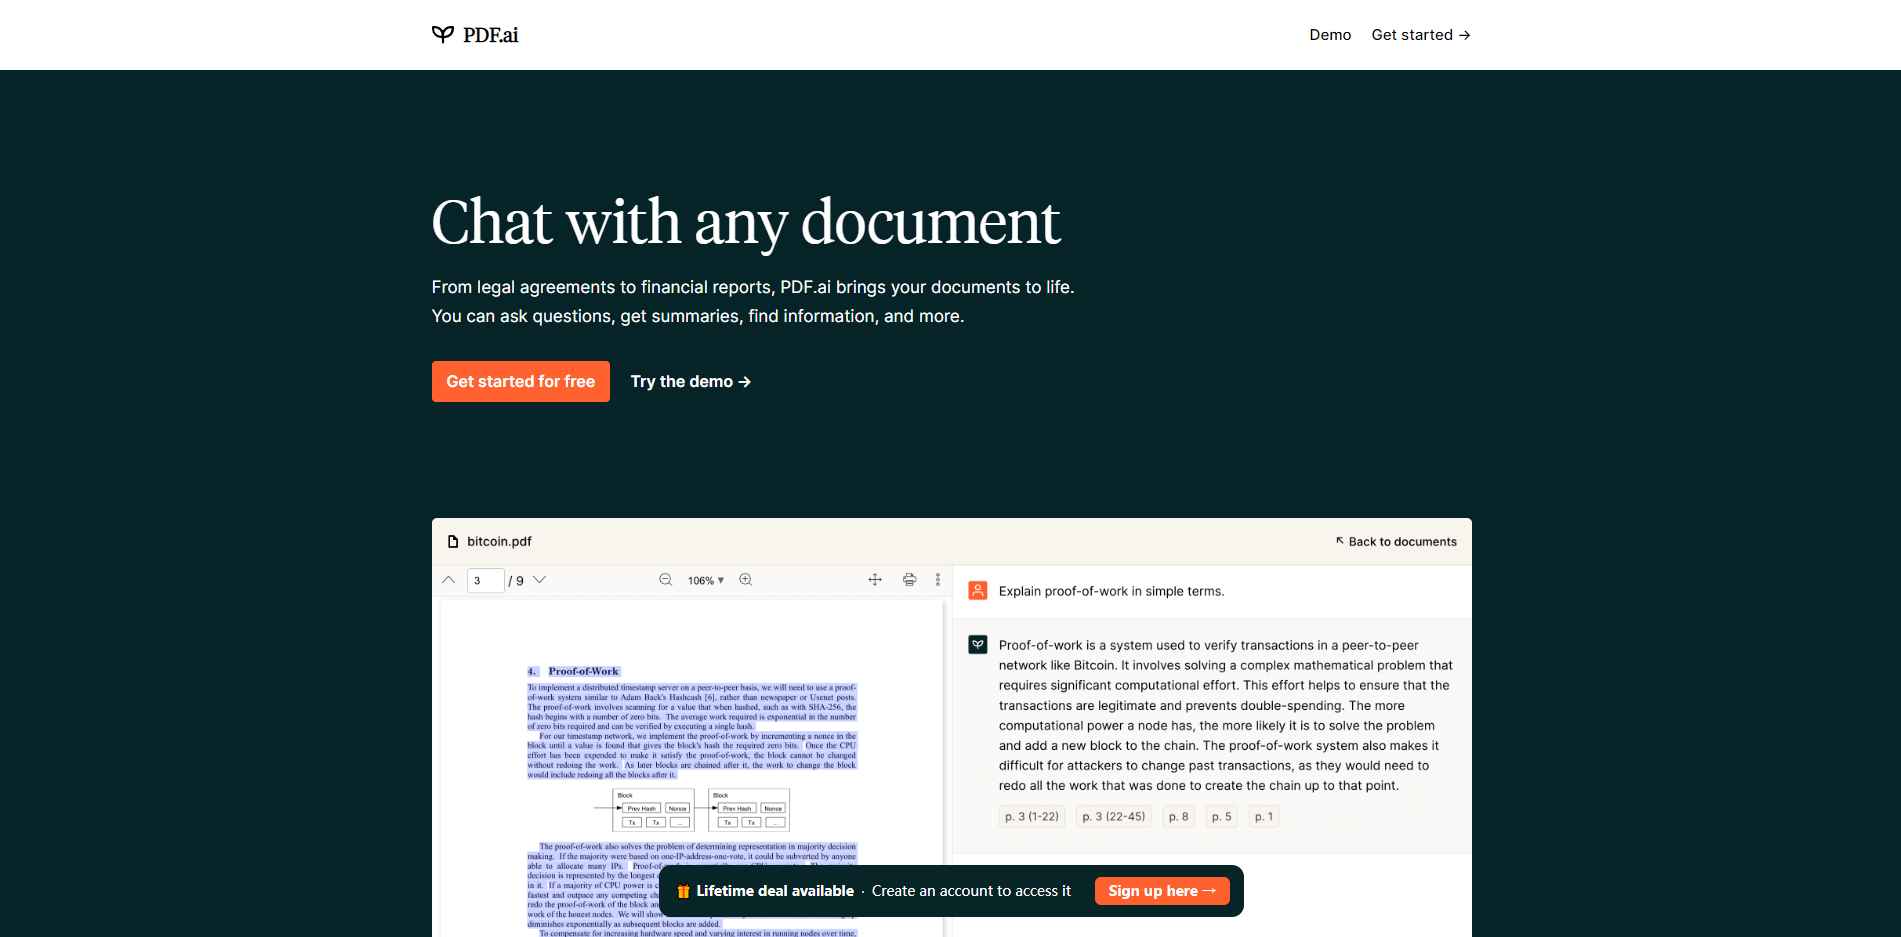 PDF.ai
Demo
Get started →
Chat with any document
From legal agreements to financial reports, PDF.ai brings your documents to life.
You can ask questions, get summaries, find information, and more.
Get started for free
Try the demo →
bitcoin.pdf
↖ Back to documents
3 / 9
106% ▼
4. Proof-of-Work
To implement a distributed timestamp server on a peer-to-peer basis, we will need to use a proof-
of-work system similar to Adam Back's Hashcash [6], rather than newspaper or Usenet posts.
The proof-of-work involves scanning for a value that when hashed, such as with SHA-256, the
hash begins with a number of zero bits. The average work required is exponential in the number
of zero bits required and can be verified by executing a single hash.
For our timestamp network, we implement the proof-of-work by incrementing a nonce in the
block until a value is found that gives the block's hash the required zero bits. Once the CPU
effort has been expended to make it satisfy the proof-of-work, the block cannot be changed
without redoing the work. As later blocks are chained after it, the work to change the block
would include redoing all the blocks after it.
Block
Prev Hash
Nonce
Tx
Tx
...
Block
Prev Hash
Nonce
Tx
Tx
...
The proof-of-work also solves the problem of determining representation in majority decision
making. If the majority were based on one-IP-address-one-vote, it could be subverted by anyone
able to allocate many IPs. Proof-of-
decision is represented by the longest
in it. If a majority of CPU power is
fastest and outpace any competing
redo the proof-of-work of the block
work of the honest nodes. We will show
diminishes exponentially as subsequent blocks are added.
To compensate for increasing hardware speed and varying interest in running nodes over time,
Explain proof-of-work in simple terms.
Proof-of-work is a system used to verify transactions in a peer-to-peer
network like Bitcoin. It involves solving a complex mathematical problem that
requires significant computational effort. This effort helps to ensure that the
transactions are legitimate and prevents double-spending. The more
computational power a node has, the more likely it is to solve the problem
and add a new block to the chain. The proof-of-work system also makes it
difficult for attackers to change past transactions, as they would need to
redo all the work that was done to create the chain up to that point.
p. 3 (1-22)
p. 3 (22-45)
p. 8
p. 5
p. 1
🎁 Lifetime deal available · Create an account to access it
Sign up here →